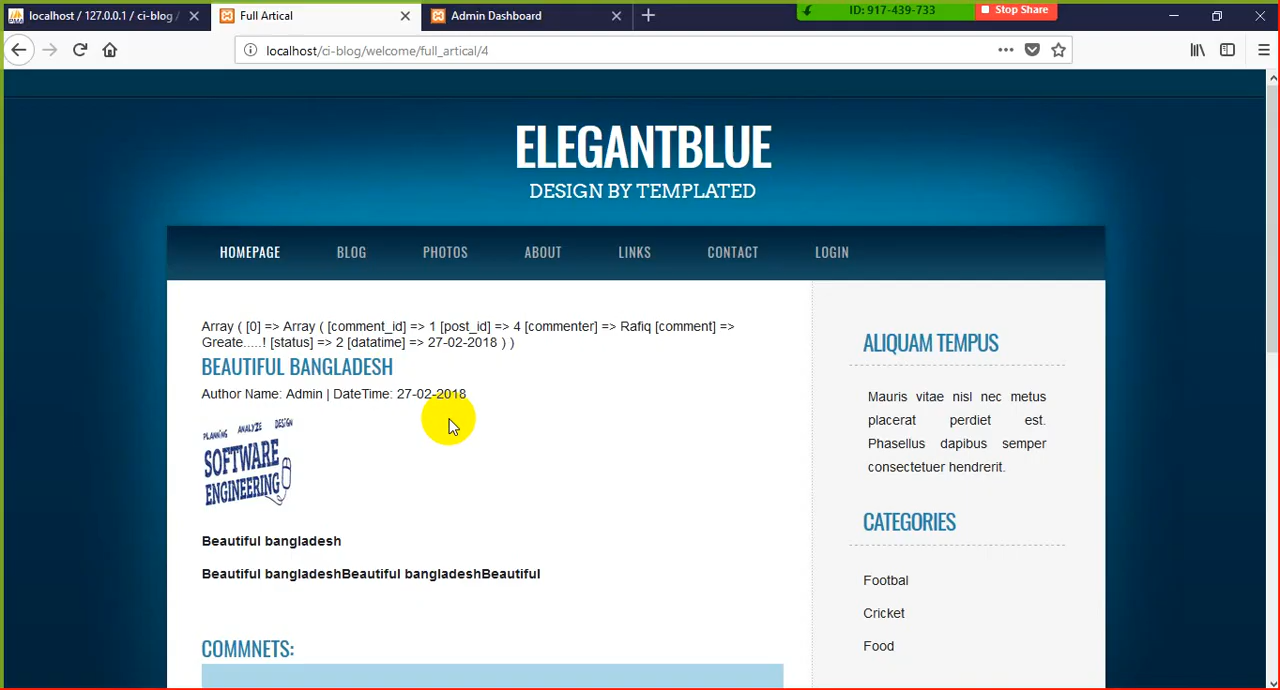 localhost / 127.0.0.1 / ci-blog /
Full Artical
Admin Dashboard
ID: 917-439-733
Stop Share
localhost/ci-blog/welcome/full_artical/4
ELEGANTBLUE
DESIGN BY TEMPLATED
HOMEPAGE BLOG PHOTOS ABOUT LINKS CONTACT LOGIN
Array ( [0] => Array ( [comment_id] => 1 [post_id] => 4 [commenter] => Rafiq [comment] =>
Greate.....! [status] => 2 [datatime] => 27-02-2018 ) )
BEAUTIFUL BANGLADESH
Author Name: Admin | DateTime: 27-02-2018
PLANNING ANALYZE DESIGN
SOFTWARE
ENGINEERING
Beautiful bangladesh
Beautiful bangladeshBeautiful bangladeshBeautiful
COMMNETS:
ALIQUAM TEMPUS
Mauris vitae nisl nec metus
placerat perdiet est.
Phasellus dapibus semper
consectetuer hendrerit.
CATEGORIES
Footbal
Cricket
Food